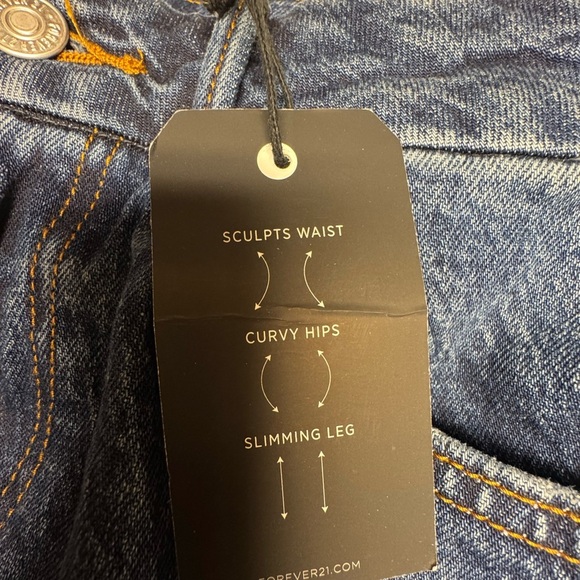 SCULPTS WAIST
CURVY HIPS
SLIMMING LEG
FOREVER21.COM